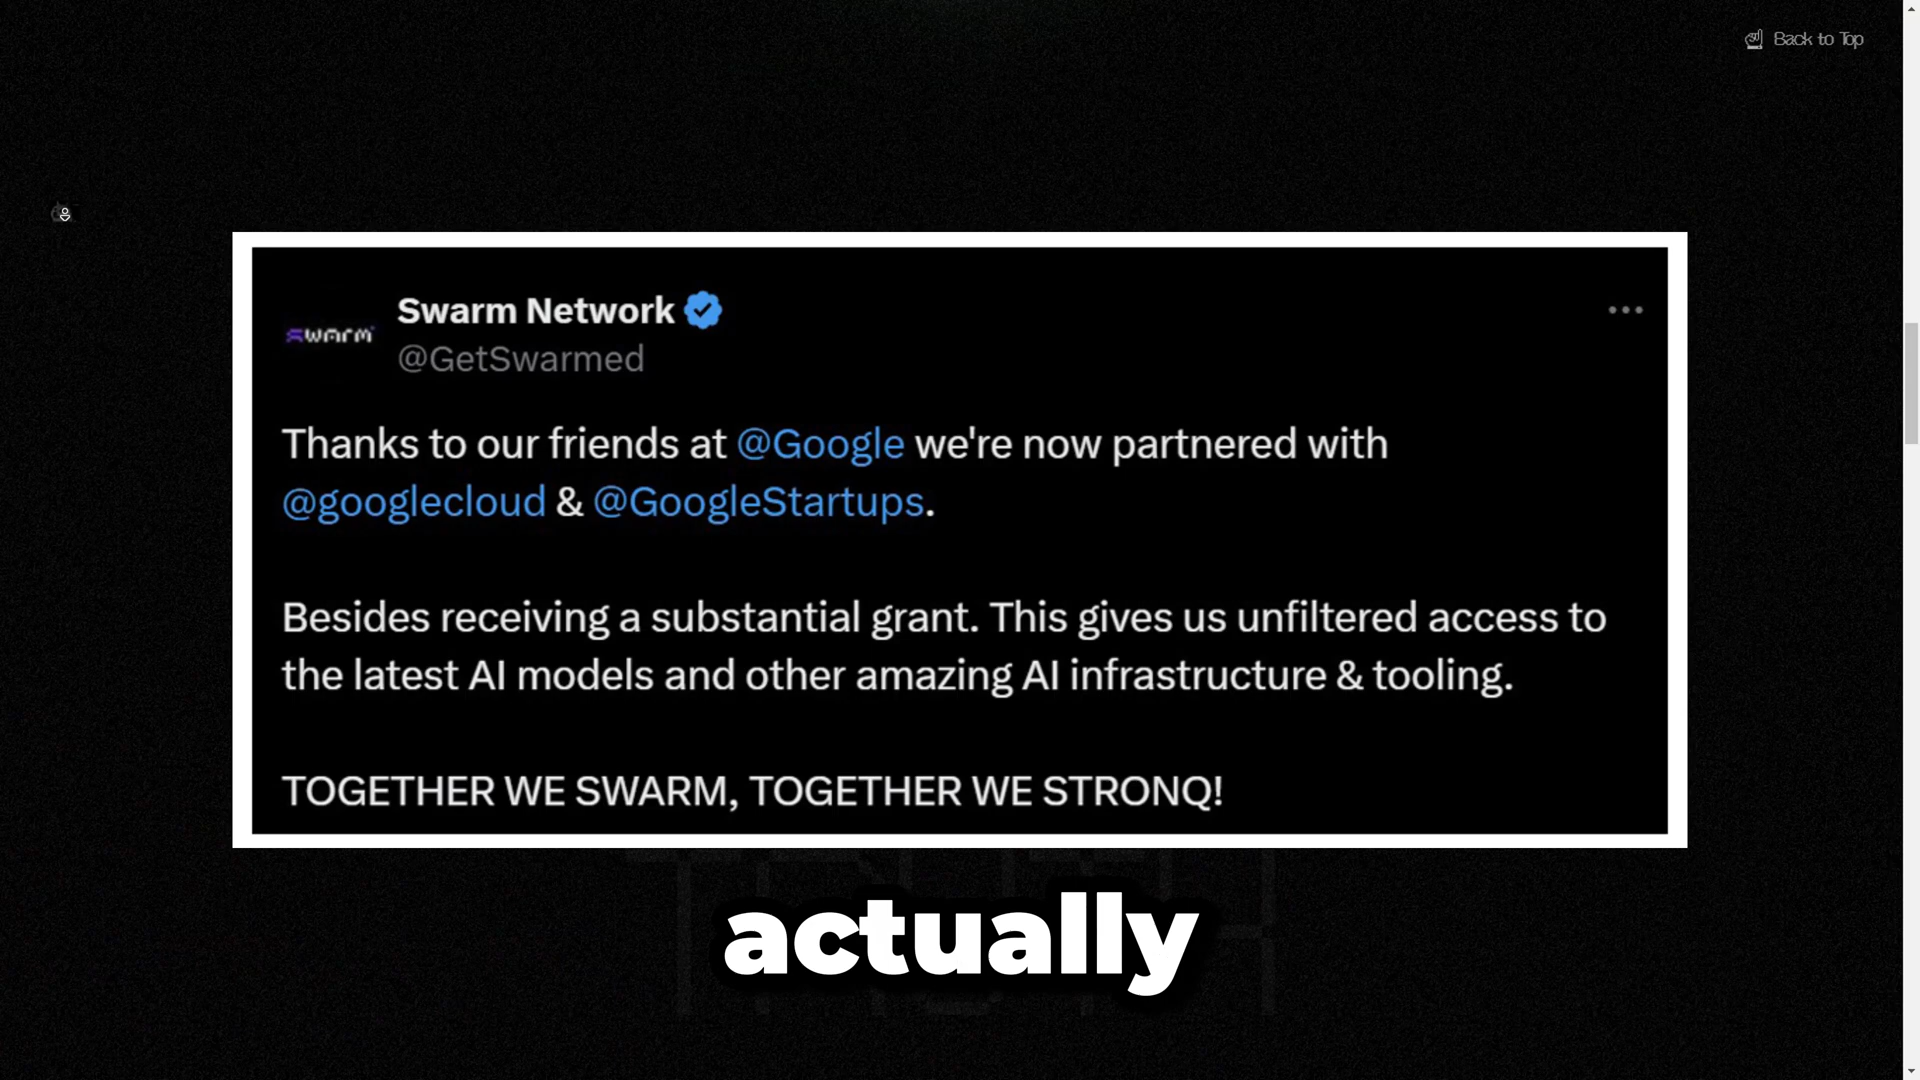 Back to Top
swarm
Swarm Network
@GetSwarmed
Thanks to our friends at @Google we're now partnered with
@googlecloud & @GoogleStartups.
Besides receiving a substantial grant. This gives us unfiltered access to
the latest AI models and other amazing AI infrastructure & tooling.
TOGETHER WE SWARM, TOGETHER WE STRONQ!
TRUTH
actually